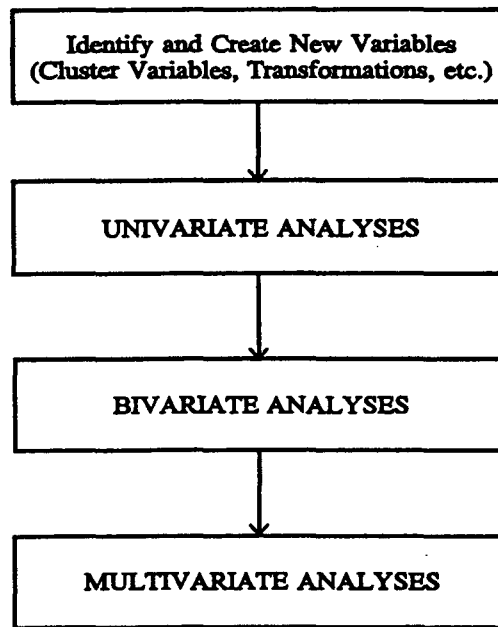 Identify and Create New Variables
(Cluster Variables, Transformations, etc.)
UNIVARIATE ANALYSES
BIVARIATE ANALYSES
MULTIVARIATE ANALYSES